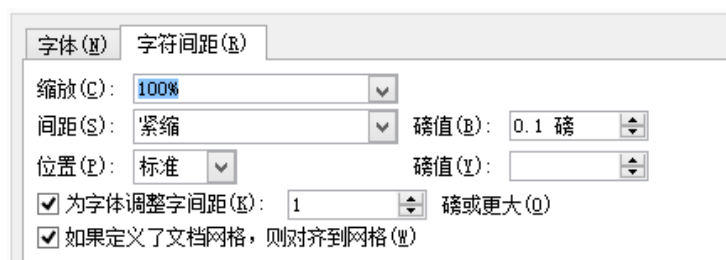 字体(N) 字符间距(R)
缩放(C): 100%
间距(S): 紧缩 磅值(B): 0.1 磅
位置(P): 标准 磅值(Y):
为字体调整字间距(K): 1 磅或更大(O)
如果定义了文档网格，则对齐到网格(W)